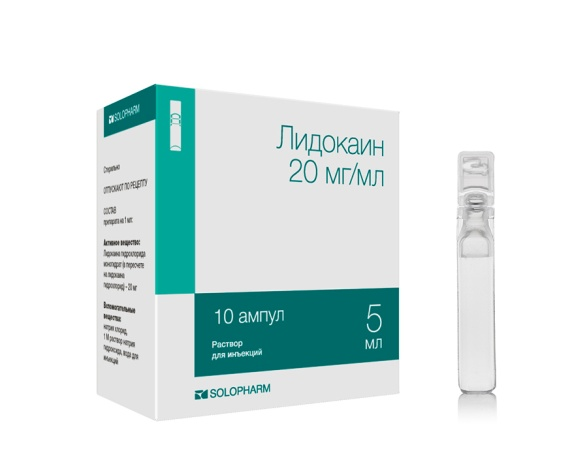 SOLOPHARM
Стерильно
ОТПУСКАЮТ ПО РЕЦЕПТУ
СОСТАВ
препарата на 1 мл:
Активное вещество:
Лидокаина гидрохлорида
моногидрат (в пересчете
на лидокаина
гидрохлорид) – 20 мг
Вспомогательные
вещества:
натрия хлорид,
1 М раствор натрия
гидроксида, вода для
инъекций
Лидокаин
20 мг/мл
10 ампул
5
мл
Раствор
для инъекций
SOLOPHARM